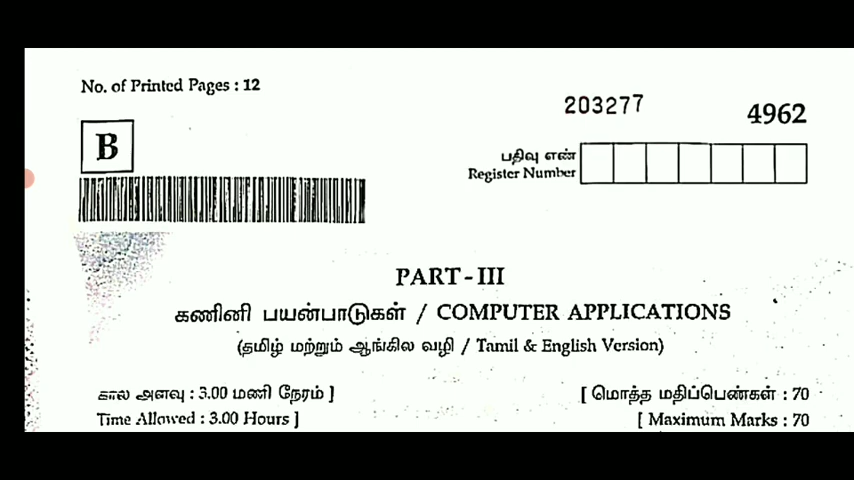 No. of Printed Pages : 12
203277
4962
B
பதிவு எண்
Register Number
PART - III
கணினி பயன்பாடுகள் / COMPUTER APPLICATIONS
(தமிழ் மற்றும் ஆங்கில வழி / Tamil & English Version)
கால அளவு : 3.00 மணி நேரம் ]
[ மொத்த மதிப்பெண்கள் : 70
Time Allowed : 3.00 Hours ]
[ Maximum Marks : 70